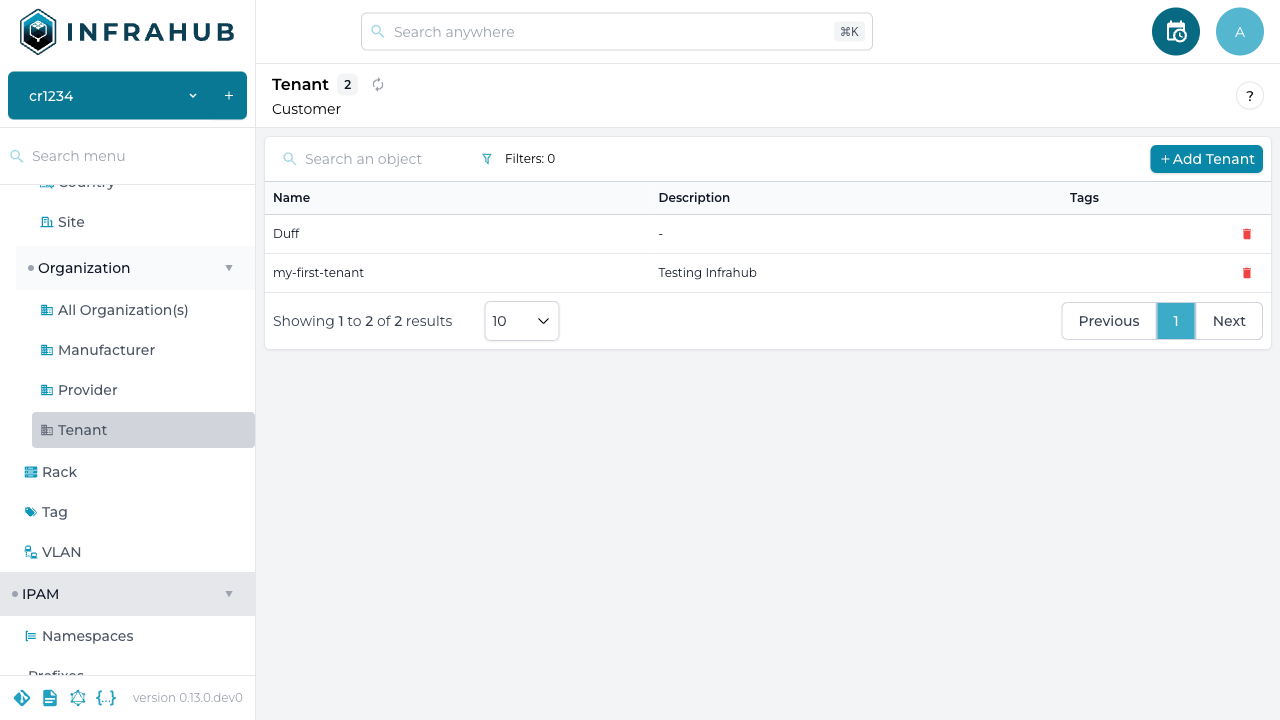 INFRAHUB
Search anywhere
⌘K
A
cr1234
+
Tenant 2
Customer
?
Search menu
Country
Site
Organization
All Organization(s)
Manufacturer
Provider
Tenant
Rack
Tag
VLAN
IPAM
Namespaces
Prefixes
version 0.13.0.dev0
Search an object
Filters: 0
+ Add Tenant
Name Description Tags
Duff -
my-first-tenant Testing Infrahub
Showing 1 to 2 of 2 results
10
Previous 1 Next